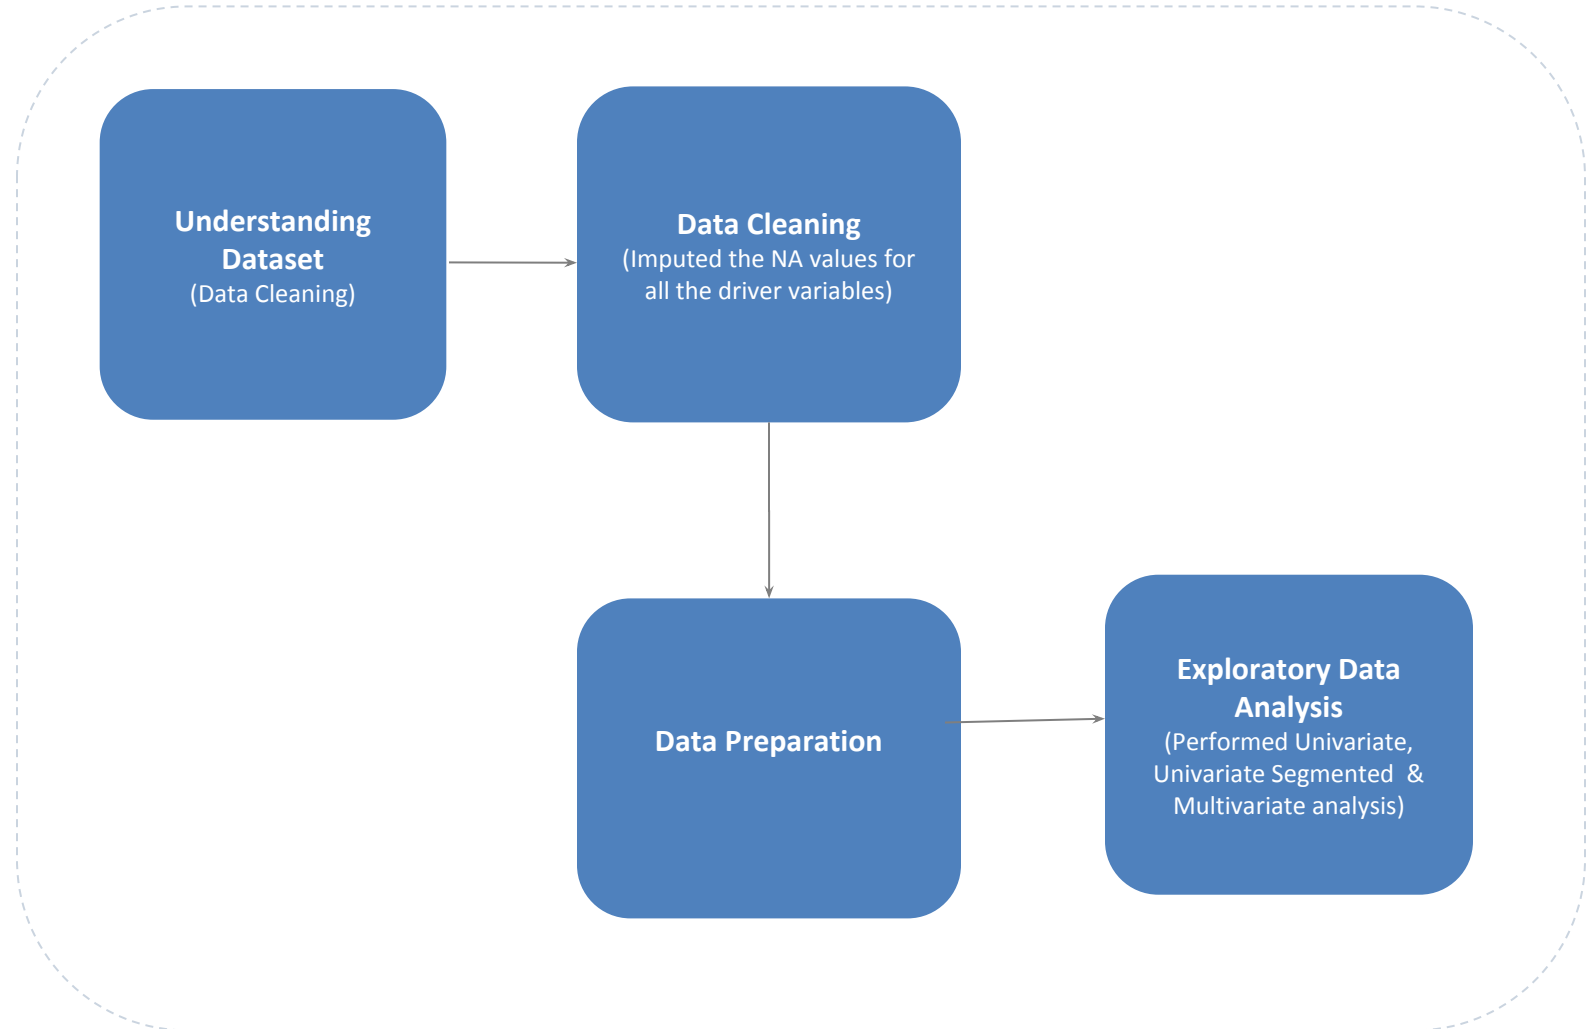 Understanding
Dataset
(Data Cleaning)
Data Cleaning
(Imputed the NA values for
all the driver variables)
Data Preparation
Exploratory Data
Analysis
(Performed Univariate,
Univariate Segmented  &
Multivariate analysis)